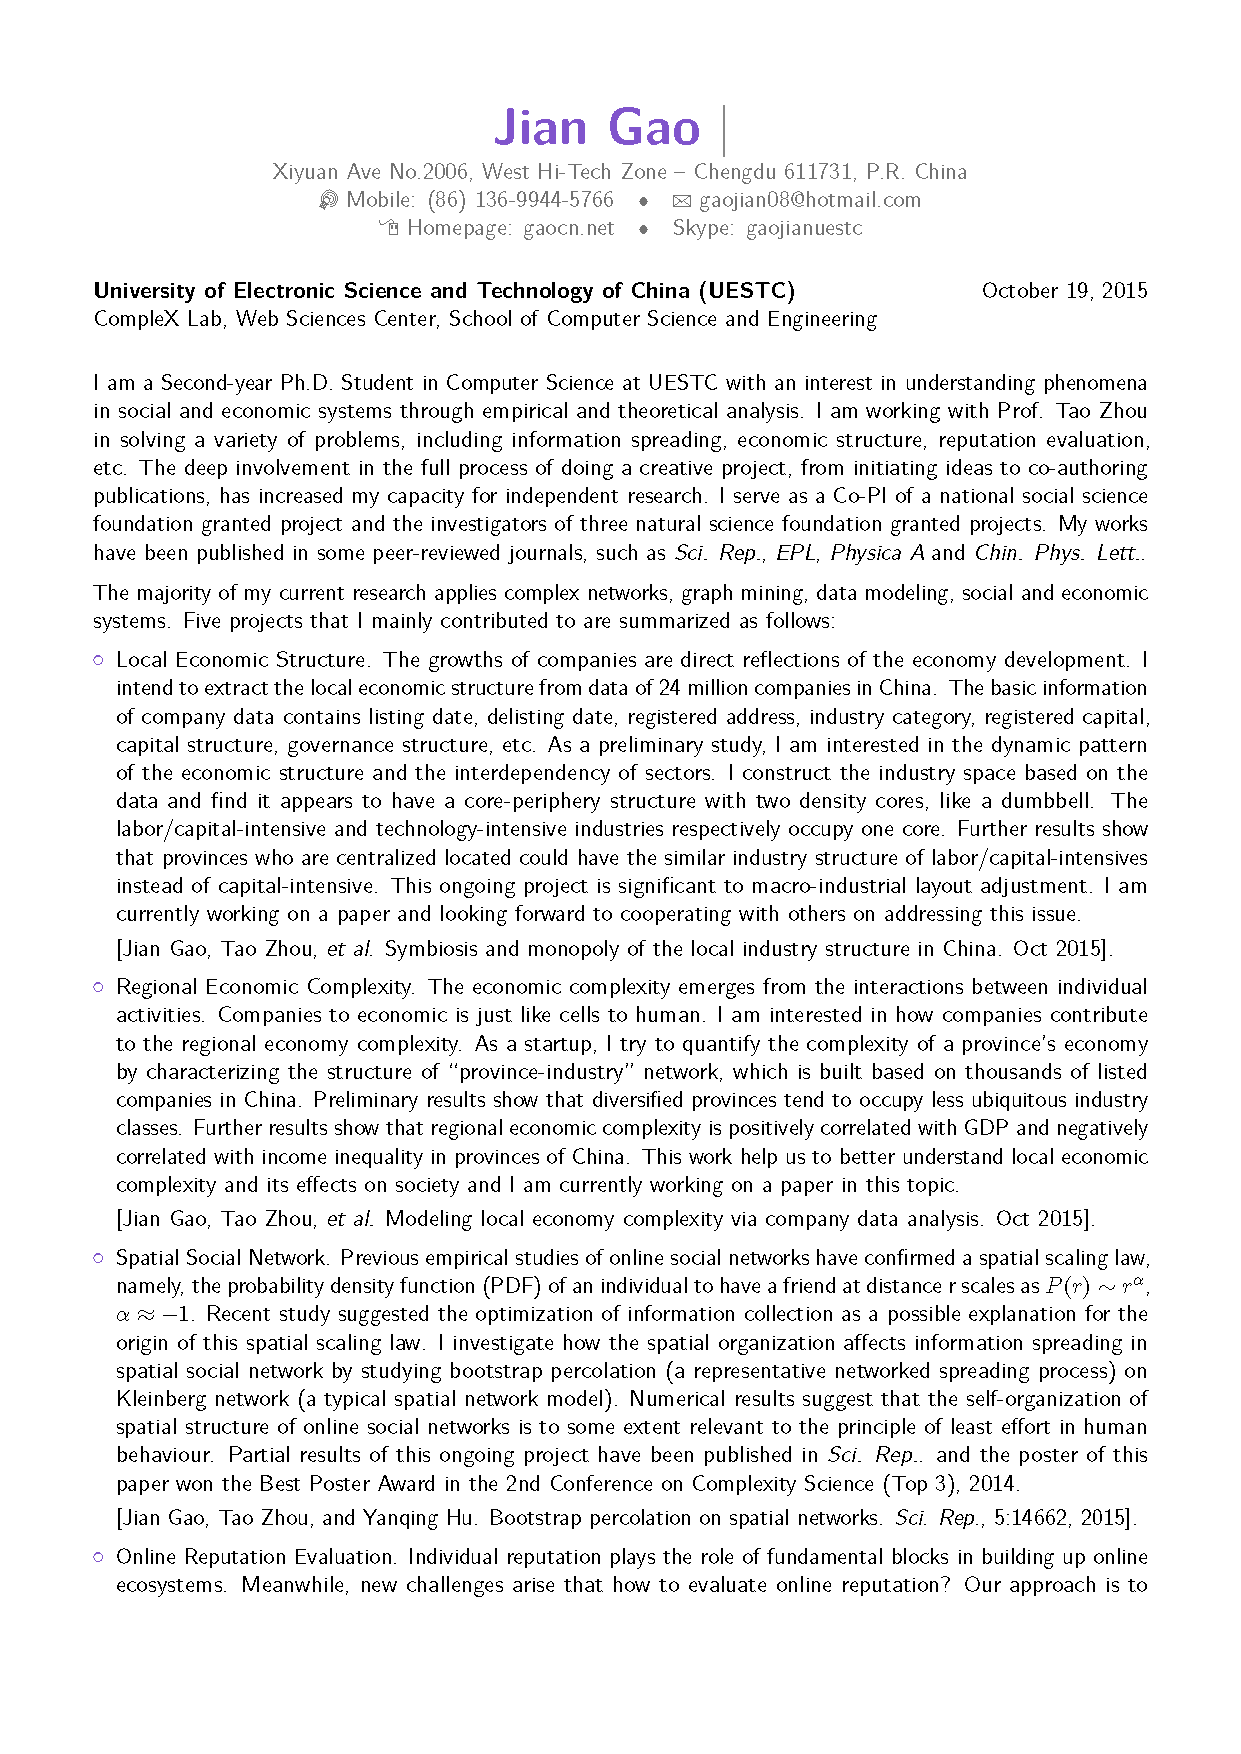 Jian Gao
Xiyuan Ave No.2006, West Hi-Tech Zone – Chengdu 611731, P.R. China
Mobile: (86) 136-9944-5766 • gaojian08@hotmail.com
Homepage: gaocn.net • Skype: gaojianuestc
University of Electronic Science and Technology of China (UESTC) October 19, 2015
CompleX Lab, Web Sciences Center, School of Computer Science and Engineering
I am a Second-year Ph.D. Student in Computer Science at UESTC with an interest in understanding phenomena
in social and economic systems through empirical and theoretical analysis. I am working with Prof. Tao Zhou
in solving a variety of problems, including information spreading, economic structure, reputation evaluation,
etc. The deep involvement in the full process of doing a creative project, from initiating ideas to co-authoring
publications, has increased my capacity for independent research. I serve as a Co-PI of a national social science
foundation granted project and the investigators of three natural science foundation granted projects. My works
have been published in some peer-reviewed journals, such as Sci. Rep., EPL, Physica A and Chin. Phys. Lett..
The majority of my current research applies complex networks, graph mining, data modeling, social and economic
systems. Five projects that I mainly contributed to are summarized as follows:
○ Local Economic Structure. The growths of companies are direct reflections of the economy development. I
intend to extract the local economic structure from data of 24 million companies in China. The basic information
of company data contains listing date, delisting date, registered address, industry category, registered capital,
capital structure, governance structure, etc. As a preliminary study, I am interested in the dynamic pattern
of the economic structure and the interdependency of sectors. I construct the industry space based on the
data and find it appears to have a core-periphery structure with two density cores, like a dumbbell. The
labor/capital-intensive and technology-intensive industries respectively occupy one core. Further results show
that provinces who are centralized located could have the similar industry structure of labor/capital-intensives
instead of capital-intensive. This ongoing project is significant to macro-industrial layout adjustment. I am
currently working on a paper and looking forward to cooperating with others on addressing this issue.
[Jian Gao, Tao Zhou, et al. Symbiosis and monopoly of the local industry structure in China. Oct 2015].
○ Regional Economic Complexity. The economic complexity emerges from the interactions between individual
activities. Companies to economic is just like cells to human. I am interested in how companies contribute
to the regional economy complexity. As a startup, I try to quantify the complexity of a province's economy
by characterizing the structure of “province-industry” network, which is built based on thousands of listed
companies in China. Preliminary results show that diversified provinces tend to occupy less ubiquitous industry
classes. Further results show that regional economic complexity is positively correlated with GDP and negatively
correlated with income inequality in provinces of China. This work help us to better understand local economic
complexity and its effects on society and I am currently working on a paper in this topic.
[Jian Gao, Tao Zhou, et al. Modeling local economy complexity via company data analysis. Oct 2015].
○ Spatial Social Network. Previous empirical studies of online social networks have confirmed a spatial scaling law,
namely, the probability density function (PDF) of an individual to have a friend at distance r scales as P(r) ∼ r^α,
α ≈ −1. Recent study suggested the optimization of information collection as a possible explanation for the
origin of this spatial scaling law. I investigate how the spatial organization affects information spreading in
spatial social network by studying bootstrap percolation (a representative networked spreading process) on
Kleinberg network (a typical spatial network model). Numerical results suggest that the self-organization of
spatial structure of online social networks is to some extent relevant to the principle of least effort in human
behaviour. Partial results of this ongoing project have been published in Sci. Rep.. and the poster of this
paper won the Best Poster Award in the 2nd Conference on Complexity Science (Top 3), 2014.
[Jian Gao, Tao Zhou, and Yanqing Hu. Bootstrap percolation on spatial networks. Sci. Rep., 5:14662, 2015].
○ Online Reputation Evaluation. Individual reputation plays the role of fundamental blocks in building up online
ecosystems. Meanwhile, new challenges arise that how to evaluate online reputation? Our approach is to